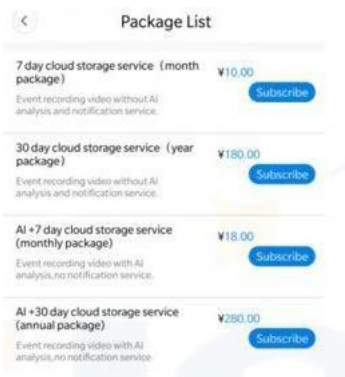 Package List
7 day cloud storage service（month
package）
¥10.00
Event recording video without AI
analysis and notification service.
Subscribe
30 day cloud storage service（year
package）
¥180.00
Event recording video without AI
analysis and notification service.
Subscribe
AI +7 day cloud storage service
(monthly package)
¥18.00
Event recording video with AI
analysis,no notification service.
Subscribe
AI +30 day cloud storage service
(annual package)
¥280.00
Event recording video with AI
analysis,no notification service
Subscribe